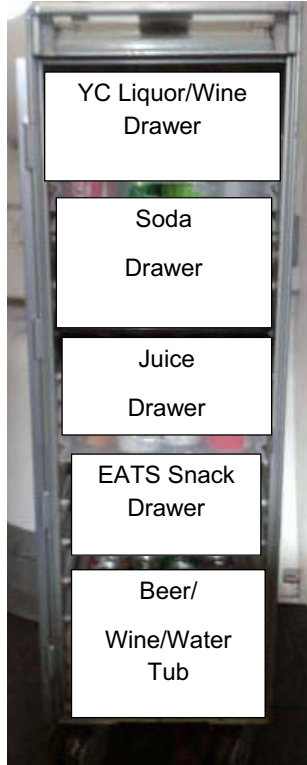 YC Liquor/Wine
Drawer
Soda
Drawer
Juice
Drawer
EATS Snack
Drawer
Beer/
Wine/Water
Tub